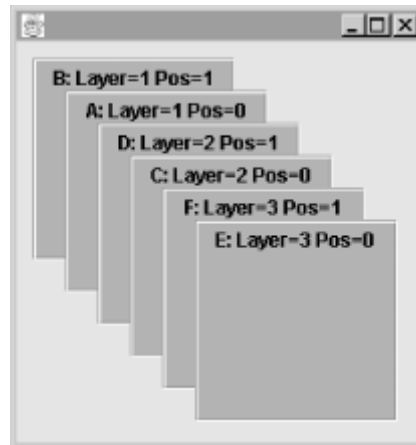 B: Layer=1 Pos=1
A: Layer=1 Pos=0
D: Layer=2 Pos=1
C: Layer=2 Pos=0
F: Layer=3 Pos=1
E: Layer=3 Pos=0